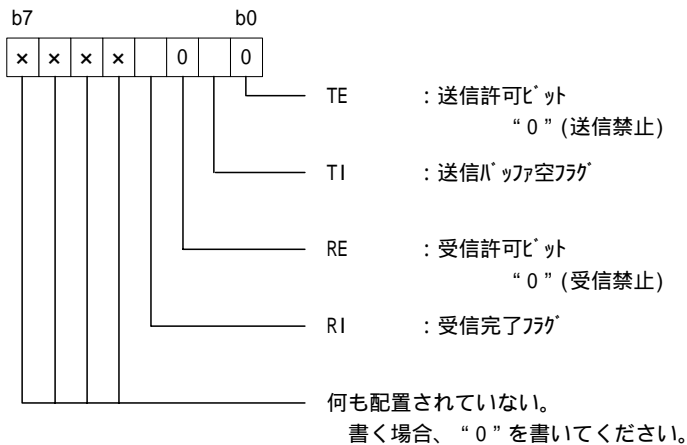 b7 b0
× × × × 0 0
TE : 送信許可ﾋﾞｯﾄ
“0”(送信禁止)
TI : 送信ﾊﾞｯﾌｧ空ﾌﾗｸﾞ
RE : 受信許可ﾋﾞｯﾄ
“0”(受信禁止)
RI : 受信完了ﾌﾗｸﾞ
何も配置されていない。
書く場合、“0”を書いてください。